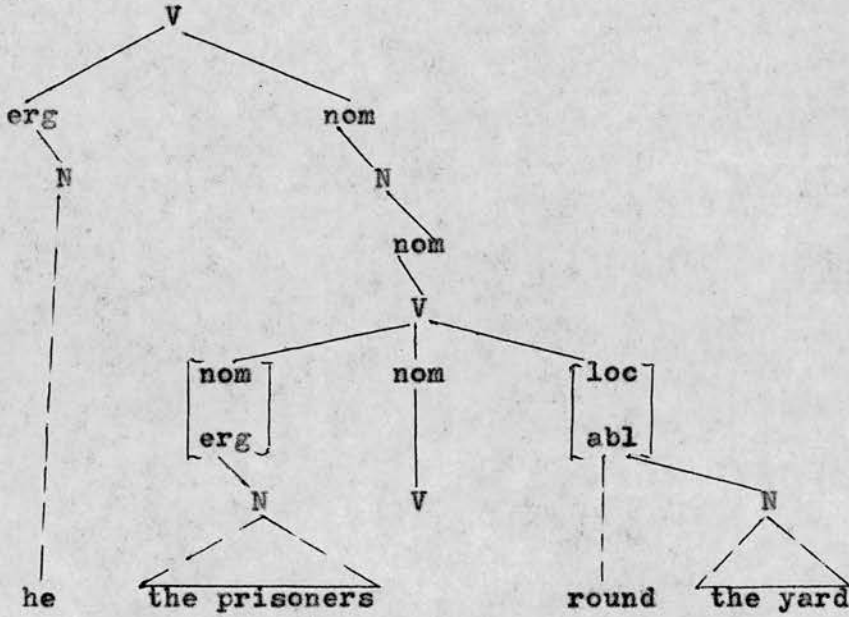 V
erg nom
N N
nom
V
nom nom loc
erg abl
N V N
he the prisoners round the yard